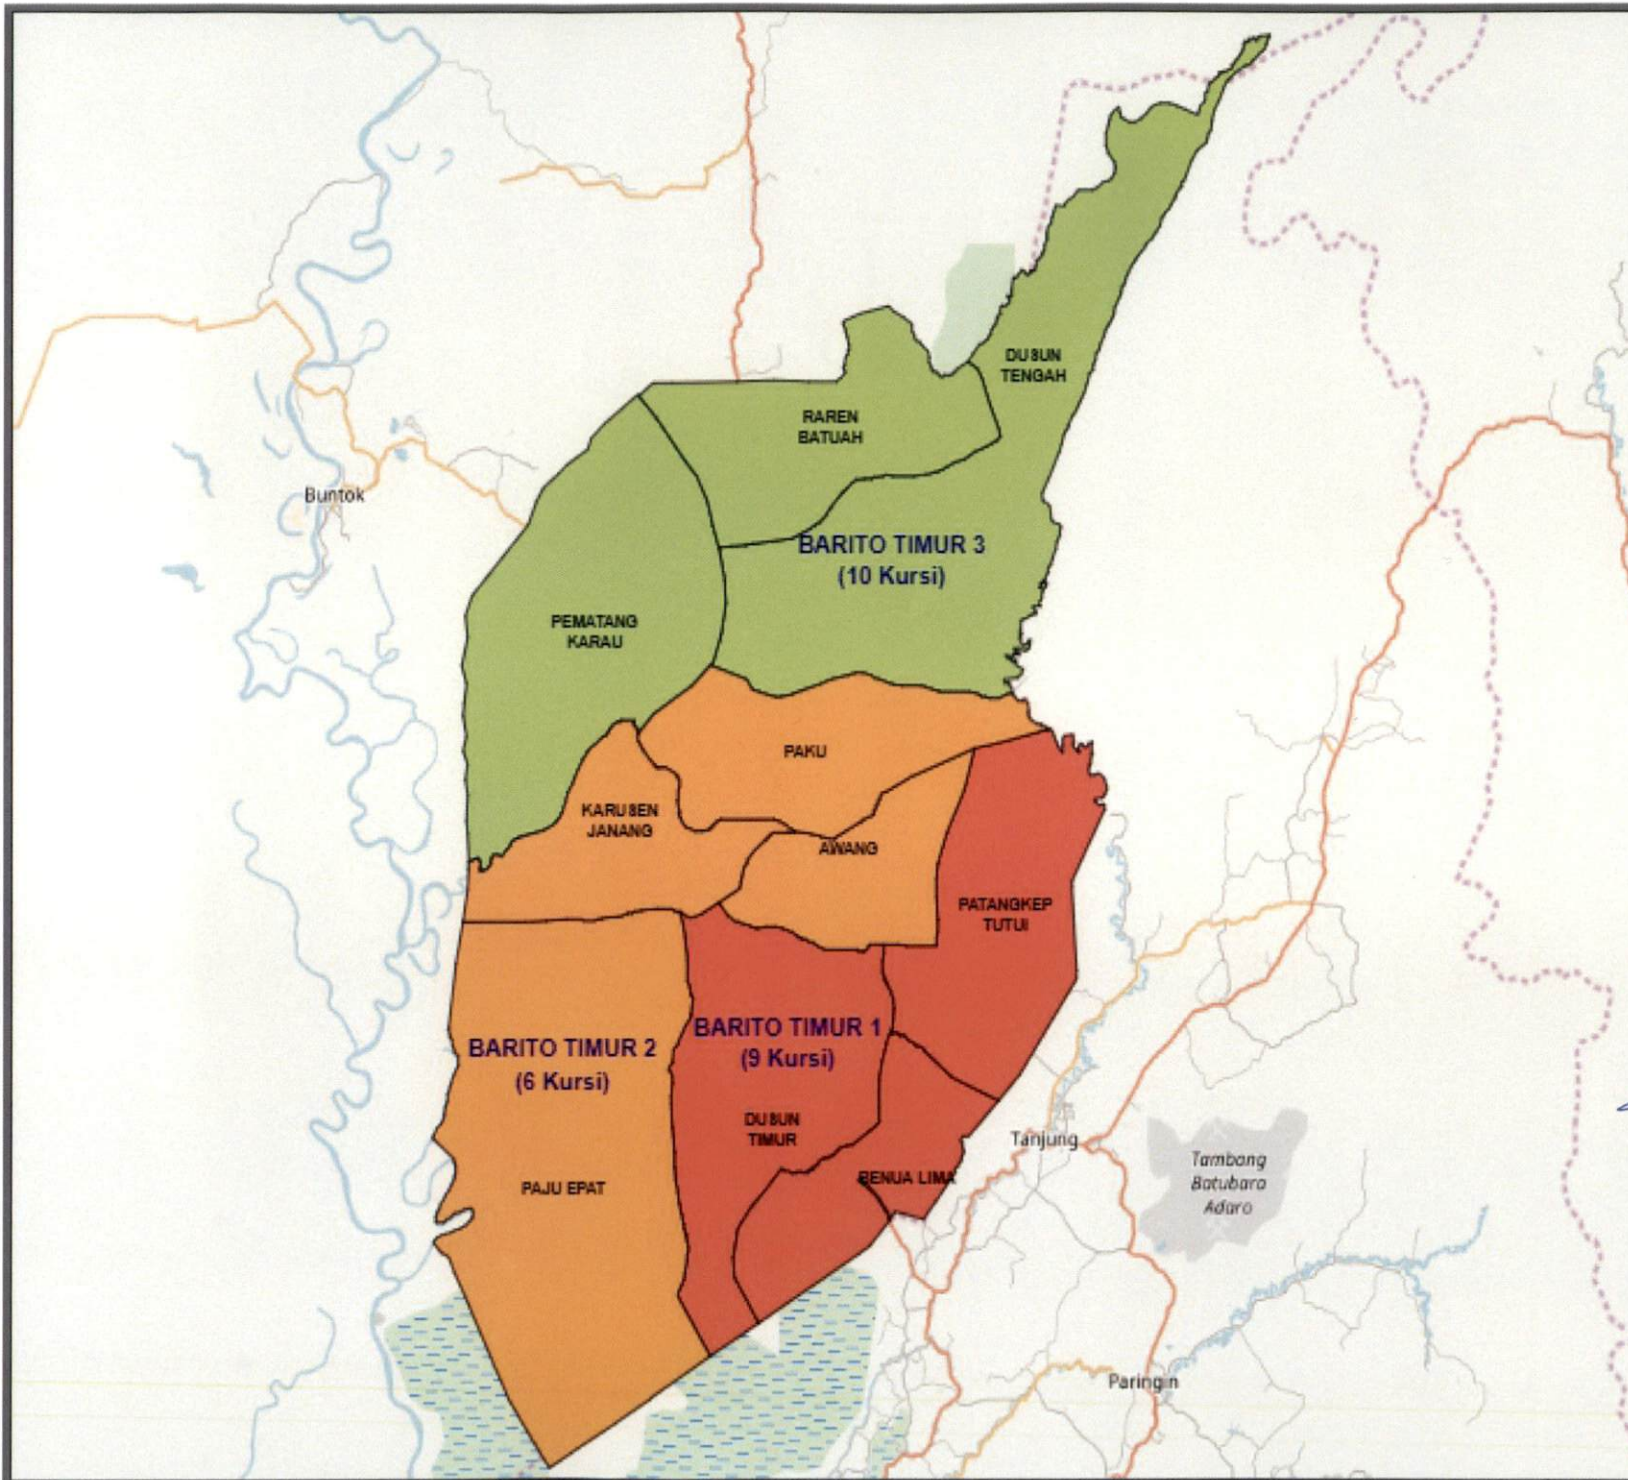 DUSUN
TENGAH
RAREN
BATUAH
Buntok
BARITO TIMUR 3
(10 Kursi)
PEMATANG
KARAU
PAKU
KARUSEN
JANANG
AWANG
PATANGKEP
TUTUI
BARITO TIMUR 1
(9 Kursi)
BARITO TIMUR 2
(6 Kursi)
DUSUN
TIMUR
Tanjung
Tambang
Batubara
Adaro
BENUA LIMA
PAJU EPAT
Paringin